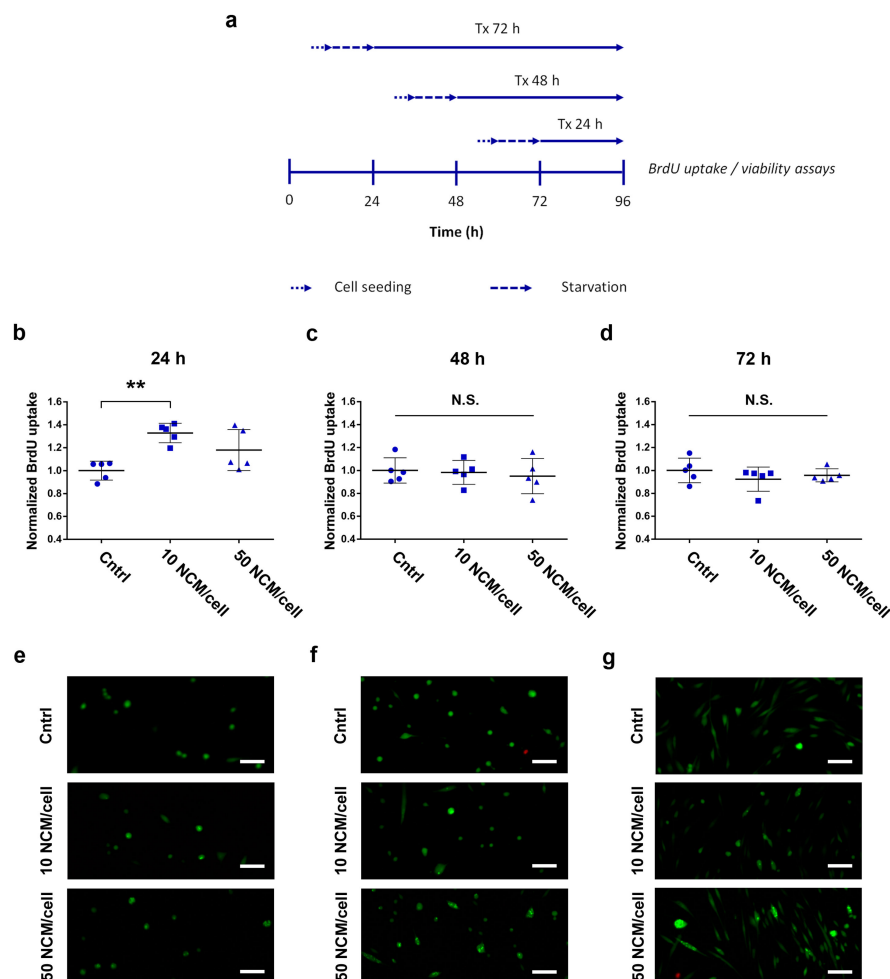 a
Tx 72 h
Tx 48 h
Tx 24 h
BrdU uptake / viability assays
0 24 48 72 96
Time (h)
Cell seeding
Starvation
b
24 h
**
Normalized BrdU uptake
1.6
1.4
1.2
1.0
0.8
0.6
0.4
Cntrl
10 NCM/cell
50 NCM/cell
c
48 h
N.S.
Normalized BrdU uptake
1.6
1.4
1.2
1.0
0.8
0.6
0.4
Cntrl
10 NCM/cell
50 NCM/cell
d
72 h
N.S.
Normalized BrdU uptake
1.6
1.4
1.2
1.0
0.8
0.6
0.4
Cntrl
10 NCM/cell
50 NCM/cell
e
Cntrl
10 NCM/cell
50 NCM/cell
f
Cntrl
10 NCM/cell
50 NCM/cell
g
Cntrl
10 NCM/cell
50 NCM/cell